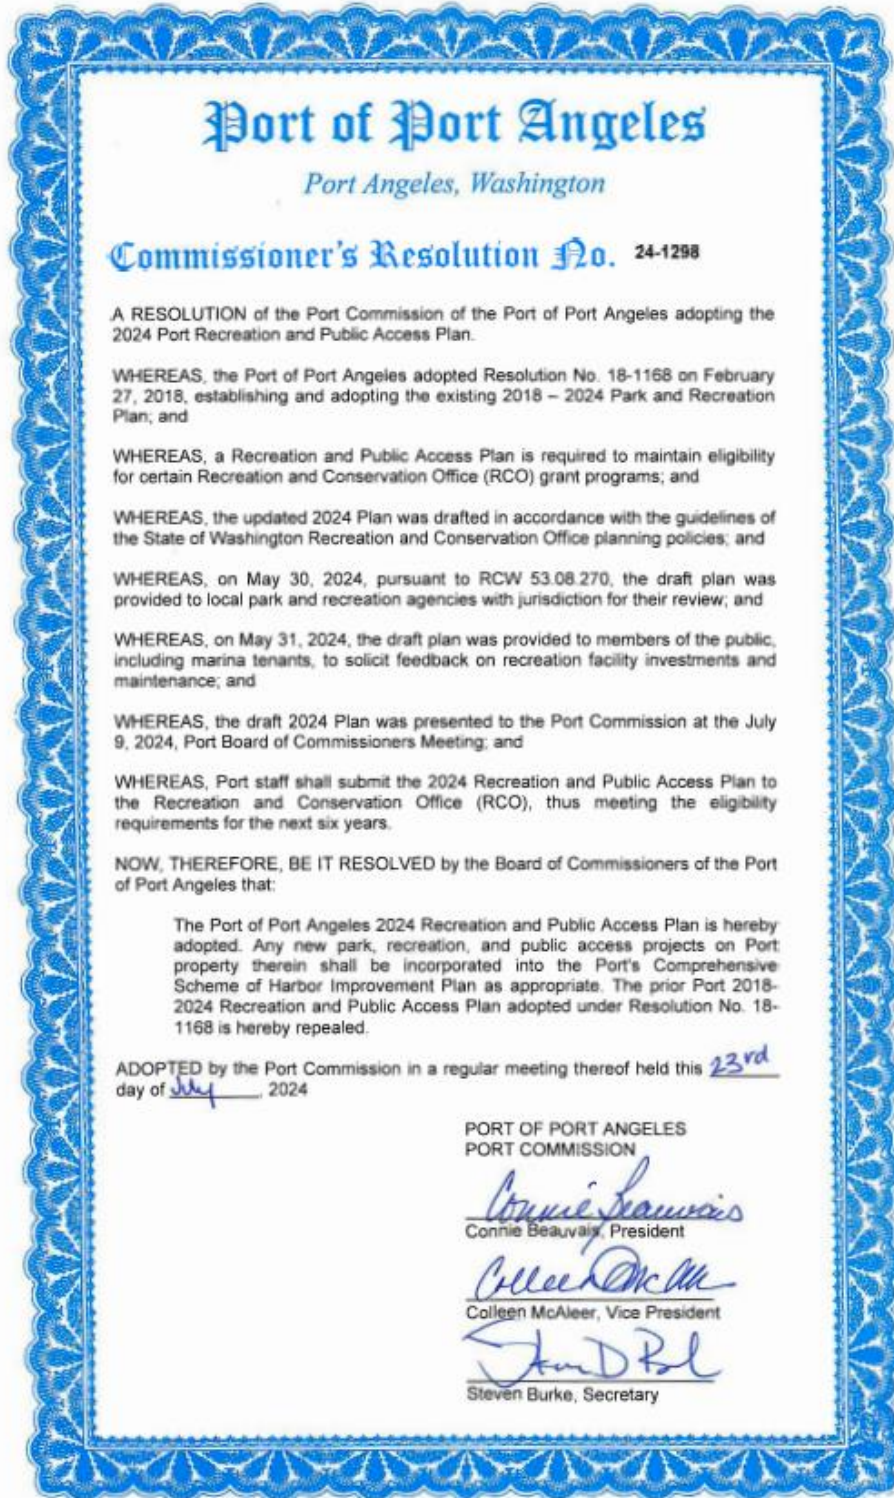 Port of Port Angeles
Port Angeles, Washington
Commissioner's Resolution No. 24-1298
A RESOLUTION of the Port Commission of the Port of Port Angeles adopting the
2024 Port Recreation and Public Access Plan.
WHEREAS, the Port of Port Angeles adopted Resolution No. 18-1168 on February
27, 2018, establishing and adopting the existing 2018 – 2024 Park and Recreation
Plan; and
WHEREAS, a Recreation and Public Access Plan is required to maintain eligibility
for certain Recreation and Conservation Office (RCO) grant programs; and
WHEREAS, the updated 2024 Plan was drafted in accordance with the guidelines of
the State of Washington Recreation and Conservation Office planning policies; and
WHEREAS, on May 30, 2024, pursuant to RCW 53.08.270, the draft plan was
provided to local park and recreation agencies with jurisdiction for their review; and
WHEREAS, on May 31, 2024, the draft plan was provided to members of the public,
including marina tenants, to solicit feedback on recreation facility investments and
maintenance; and
WHEREAS, the draft 2024 Plan was presented to the Port Commission at the July
9, 2024, Port Board of Commissioners Meeting; and
WHEREAS, Port staff shall submit the 2024 Recreation and Public Access Plan to
the Recreation and Conservation Office (RCO), thus meeting the eligibility
requirements for the next six years.
NOW, THEREFORE, BE IT RESOLVED by the Board of Commissioners of the Port
of Port Angeles that:
The Port of Port Angeles 2024 Recreation and Public Access Plan is hereby
adopted. Any new park, recreation, and public access projects on Port
property therein shall be incorporated into the Port's Comprehensive
Scheme of Harbor Improvement Plan as appropriate. The prior Port 2018-
2024 Recreation and Public Access Plan adopted under Resolution No. 18-
1168 is hereby repealed.
ADOPTED by the Port Commission in a regular meeting thereof held this 23rd
day of July, 2024
PORT OF PORT ANGELES
PORT COMMISSION
Connie Beauvais
Connie Beauvais, President
Colleen McAle
Colleen McAleer, Vice President
Steven Burke, Secretary